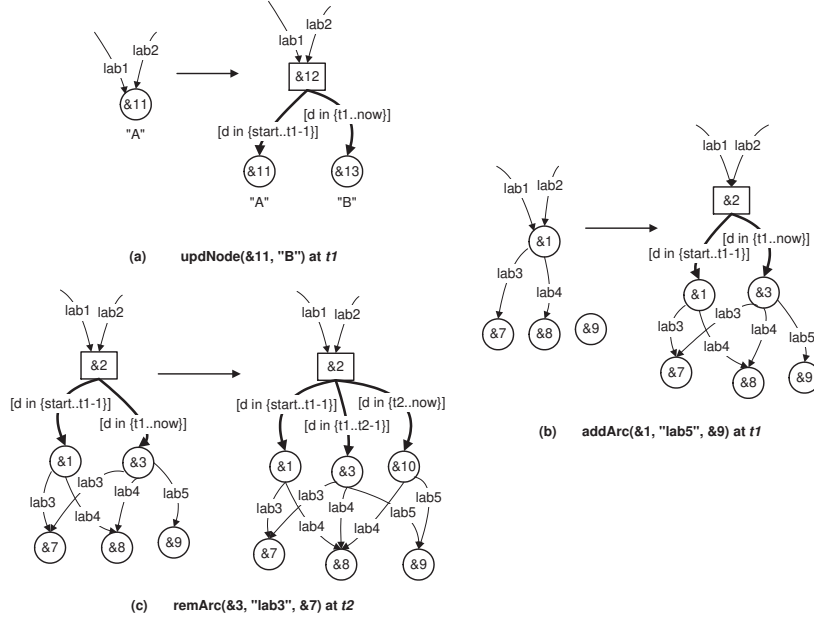 lab1 lab2
&11
"A"
lab1 lab2
&12
[d in {start..t1-1}] [d in {t1..now}]
&11 &13
"A" "B"
(a) updNode(&11, "B") at t1
lab1 lab2
&1
lab3 lab4
&7 &8 &9
lab1 lab2
&2
[d in {start..t1-1}] [d in {t1..now}]
&1 &3
lab3 lab3 lab4 lab4 lab5
&7 &8 &9
(b) addArc(&1, "lab5", &9) at t1
lab1 lab2
&2
[d in {start..t1-1}] [d in {t1..now}]
&1 &3
lab3 lab3 lab4 lab4 lab5
&7 &8 &9
lab1 lab2
&2
[d in {start..t1-1}] [d in {t1..t2-1}] [d in {t2..now}]
&1 &3 &10
lab3 lab3 lab4 lab4 lab4 lab5 lab5
&7 &8 &9
(c) remArc(&3, "lab3", &7) at t2